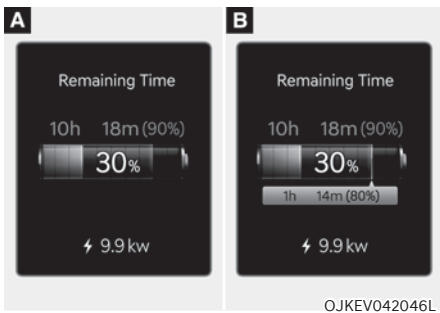 A
Remaining Time
10h 18m (90%)
30%
9.9 kw
B
Remaining Time
10h 18m (90%)
30%
1h 14m (80%)
9.9 kw
OJKEV042046L